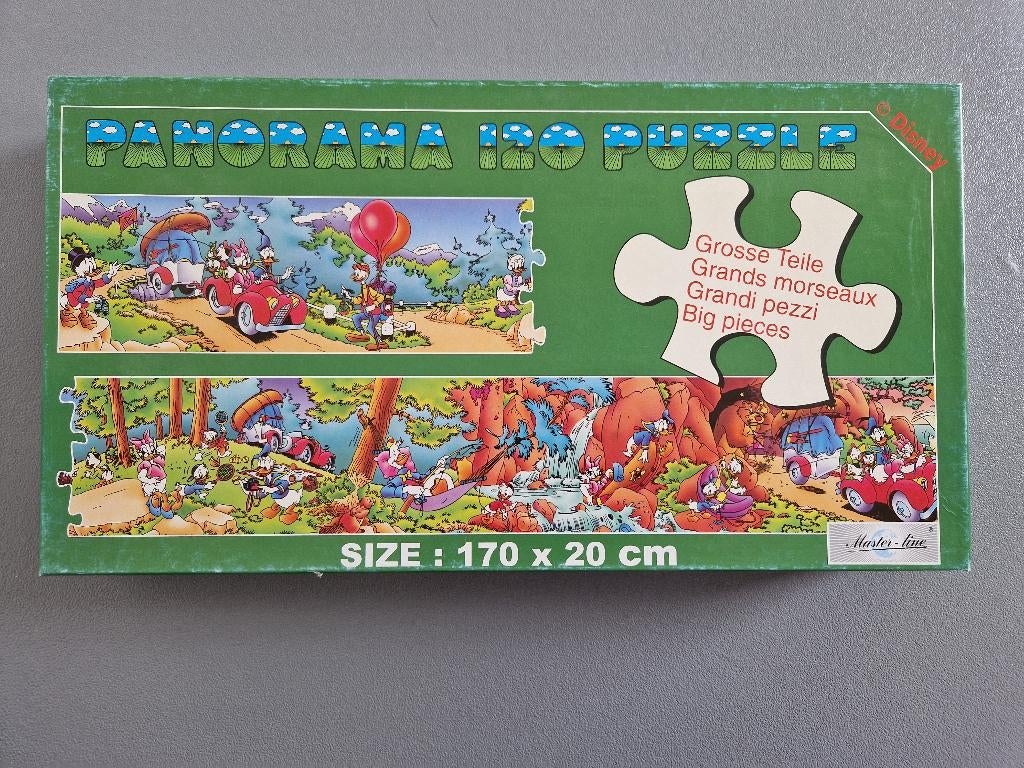 PANORAMA 120 PUZZLE
© Disney
Grosse Teile
Grands morseaux
Grandi pezzi
Big pieces
SIZE : 170 x 20 cm
Master-line